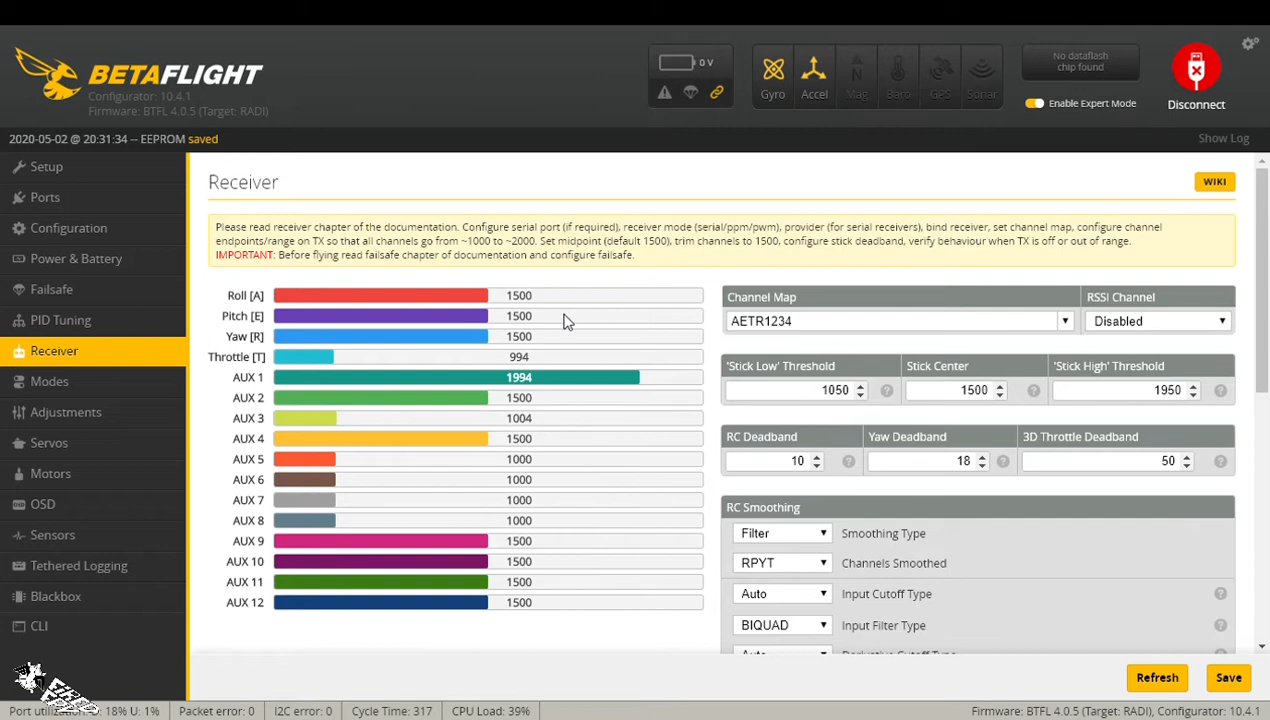 BETAFLIGHT
Configurator: 10.4.1
Firmware: BTFL 4.0.5 (Target: RADI)
0 V
Gyro
Accel
Mag
Baro
GPS
Sonar
No dataflash
chip found
Enable Expert Mode
Disconnect
2020-05-02 @ 20:31:34 -- EEPROM saved
Show Log
Setup
Ports
Configuration
Power & Battery
Failsafe
PID Tuning
Receiver
Modes
Adjustments
Servos
Motors
OSD
Sensors
Tethered Logging
Blackbox
CLI
Receiver
WIKI
Please read receiver chapter of the documentation. Configure serial port (if required), receiver mode (serial/ppm/pwm), provider (for serial receivers), bind receiver, set channel map, configure channel
endpoints/range on TX so that all channels go from ~1000 to ~2000. Set midpoint (default 1500), trim channels to 1500, configure stick deadband, verify behaviour when TX is off or out of range.
IMPORTANT: Before flying read failsafe chapter of documentation and configure failsafe.
Roll [A] 1500
Pitch [E] 1500
Yaw [R] 1500
Throttle [T] 994
AUX 1 1994
AUX 2 1500
AUX 3 1004
AUX 4 1500
AUX 5 1000
AUX 6 1000
AUX 7 1000
AUX 8 1000
AUX 9 1500
AUX 10 1500
AUX 11 1500
AUX 12 1500
Channel Map RSSI Channel
AETR1234 Disabled
'Stick Low' Threshold Stick Center 'Stick High' Threshold
1050 1500 1950
RC Deadband Yaw Deadband 3D Throttle Deadband
10 18 50
RC Smoothing
Filter Smoothing Type
RPYT Channels Smoothed
Auto Input Cutoff Type
BIQUAD Input Filter Type
Auto Derivative Cutoff Type
Refresh
Save
18% U: 1%
Packet error: 0
I2C error: 0
Cycle Time: 317
CPU Load: 39%
Firmware: BTFL 4.0.5 (Target: RADI), Configurator: 10.4.1